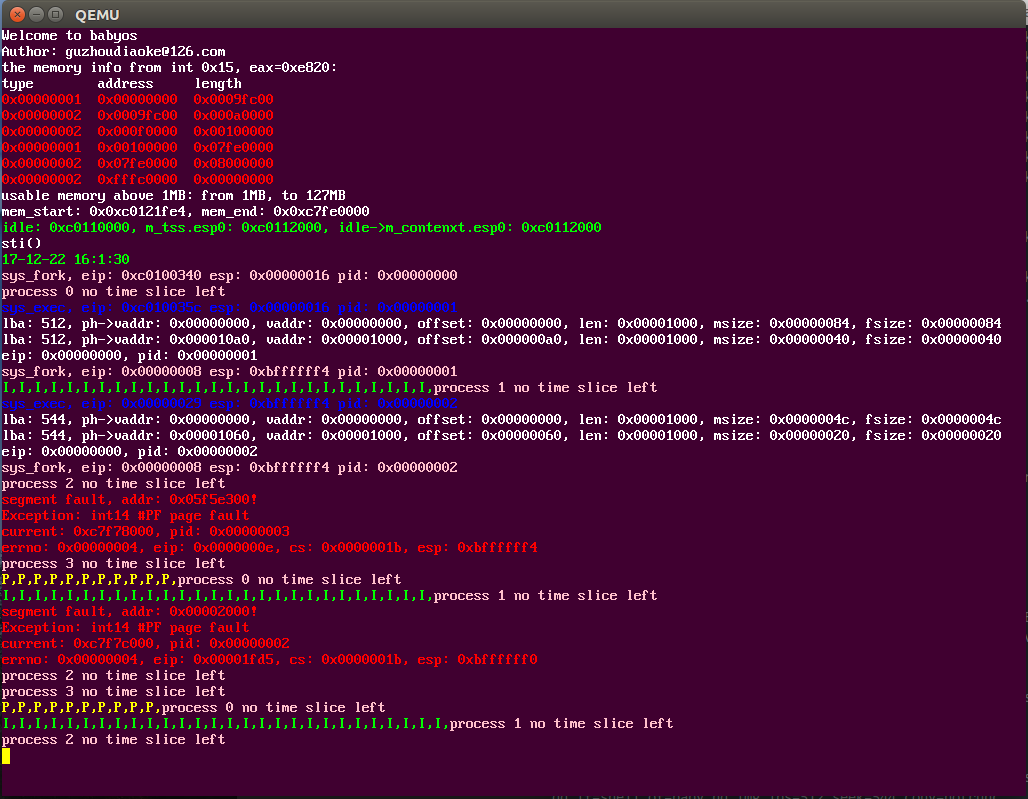 QEMU
Welcome to babyos
Author: guzhoudiaoke@126.com
the memory info from int 0x15, eax=0xe820:
type address length
0x00000001 0x00000000 0x0009fc00
0x00000002 0x0009fc00 0x000a0000
0x00000002 0x000f0000 0x00100000
0x00000001 0x00100000 0x07fe0000
0x00000002 0x07fe0000 0x08000000
0x00000002 0xfffc0000 0x00000000
usable memory above 1MB: from 1MB, to 127MB
mem_start: 0x0xc0121fe4, mem_end: 0x0xc7fe0000
idle: 0xc0110000, m_tss.esp0: 0xc0112000, idle->m_contenxt.esp0: 0xc0112000
sti()
17-12-22 16:1:30
sys_fork, eip: 0xc0100340 esp: 0x00000016 pid: 0x00000000
process 0 no time slice left
eip: esp: 0x00000016 pid: 0x00000001
lba: 512, ph->vaddr: 0x00000000, vaddr: 0x00000000, offset: 0x00000000, len: 0x00001000, msize: 0x00000084, fsize: 0x00000084
lba: 512, ph->vaddr: 0x000010a0, vaddr: 0x00001000, offset: 0x000000a0, len: 0x00001000, msize: 0x00000040, fsize: 0x00000040
eip: 0x00000000, pid: 0x00000001
sys_fork, eip: 0x00000008 esp: 0xbffffff4 pid: 0x00000001
I,I,I,I,I,I,I,I,I,I,I,I,I,I,I,I,I,I,I,I,I,I,I,I,I,I,I,process 1 no time slice left
eip: 0x00000029 esp: 0xbffffff4 pid: 0x00000002
lba: 544, ph->vaddr: 0x00000000, vaddr: 0x00000000, offset: 0x00000000, len: 0x00001000, msize: 0x0000004c, fsize: 0x0000004c
lba: 544, ph->vaddr: 0x00001060, vaddr: 0x00001000, offset: 0x00000060, len: 0x00001000, msize: 0x00000020, fsize: 0x00000020
eip: 0x00000000, pid: 0x00000002
sys_fork, eip: 0x00000008 esp: 0xbffffff4 pid: 0x00000002
process 2 no time slice left
segment fault, addr: 0x05f5e300!
Exception: int14 #PF page fault
current: 0xc7f78000, pid: 0x00000003
errno: 0x00000004, eip: 0x0000000e, cs: 0x0000001b, esp: 0xbffffff4
process 3 no time slice left
P,P,P,P,P,P,P,P,P,P,P,process 0 no time slice left
I,I,I,I,I,I,I,I,I,I,I,I,I,I,I,I,I,I,I,I,I,I,I,I,I,I,I,process 1 no time slice left
segment fault, addr: 0x00002000!
Exception: int14 #PF page fault
current: 0xc7f7c000, pid: 0x00000002
errno: 0x00000004, eip: 0x00001fd5, cs: 0x0000001b, esp: 0xbffffff0
process 2 no time slice left
process 3 no time slice left
P,P,P,P,P,P,P,P,P,P,process 0 no time slice left
I,I,I,I,I,I,I,I,I,I,I,I,I,I,I,I,I,I,I,I,I,I,I,I,I,I,I,I,process 1 no time slice left
process 2 no time slice left